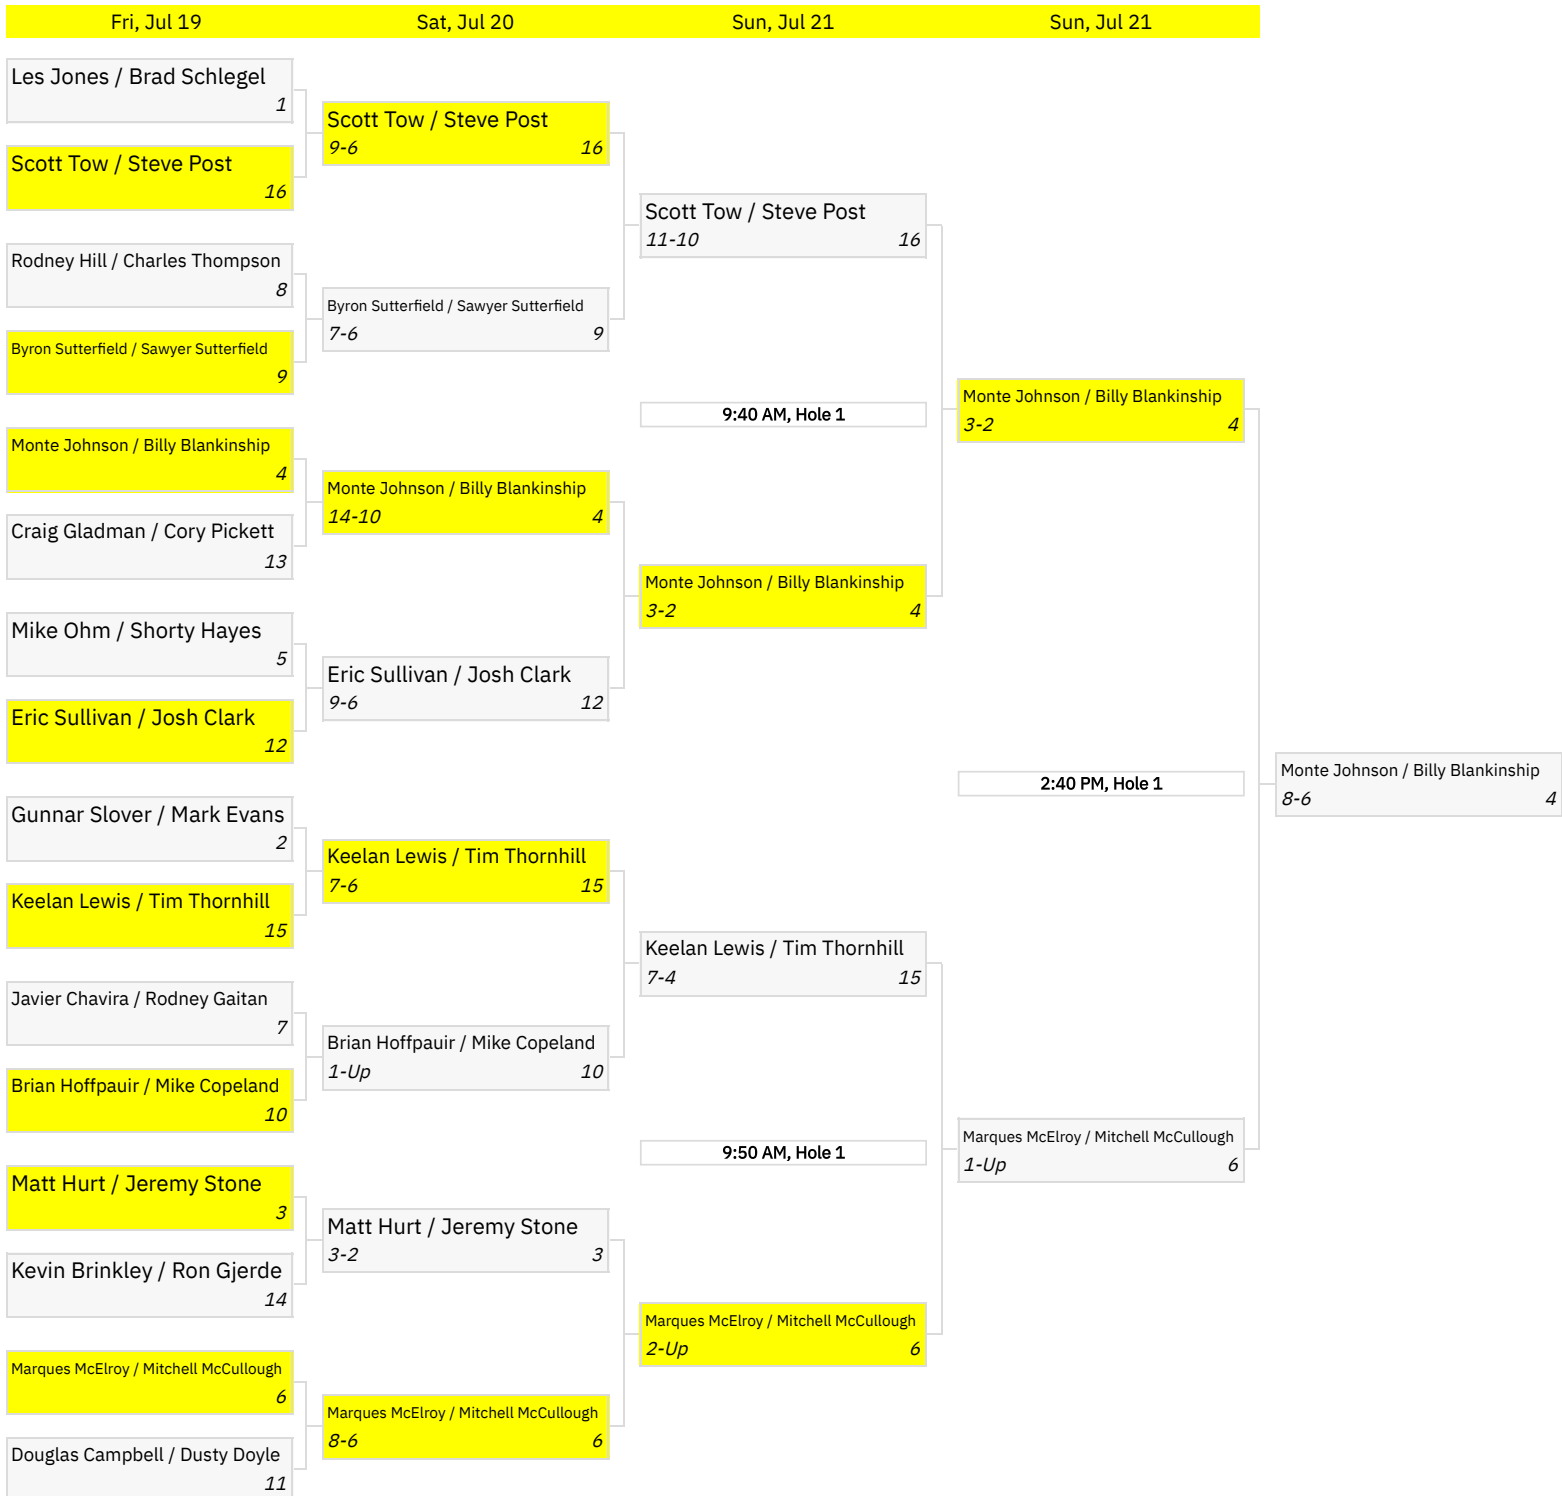 Fri, Jul 19
Sat, Jul 20
Sun, Jul 21
Sun, Jul 21
Les Jones / Brad Schlegel
1
Scott Tow / Steve Post
16
Rodney Hill / Charles Thompson
8
Byron Sutterfield / Sawyer Sutterfield
9
Monte Johnson / Billy Blankinship
4
Craig Gladman / Cory Pickett
13
Mike Ohm / Shorty Hayes
5
Eric Sullivan / Josh Clark
12
Gunnar Slover / Mark Evans
2
Keelan Lewis / Tim Thornhill
15
Javier Chavira / Rodney Gaitan
7
Brian Hoffpauir / Mike Copeland
10
Matt Hurt / Jeremy Stone
3
Kevin Brinkley / Ron Gjerde
14
Marques McElroy / Mitchell McCullough
6
Douglas Campbell / Dusty Doyle
11
Scott Tow / Steve Post
9-6 16
Byron Sutterfield / Sawyer Sutterfield
7-6 9
Monte Johnson / Billy Blankinship
14-10 4
Eric Sullivan / Josh Clark
9-6 12
Keelan Lewis / Tim Thornhill
7-6 15
Brian Hoffpauir / Mike Copeland
1-Up 10
Matt Hurt / Jeremy Stone
3-2 3
Marques McElroy / Mitchell McCullough
8-6 6
Scott Tow / Steve Post
11-10 16
9:40 AM, Hole 1
Monte Johnson / Billy Blankinship
3-2 4
Keelan Lewis / Tim Thornhill
7-4 15
9:50 AM, Hole 1
Marques McElroy / Mitchell McCullough
2-Up 6
Monte Johnson / Billy Blankinship
3-2 4
2:40 PM, Hole 1
Marques McElroy / Mitchell McCullough
1-Up 6
Monte Johnson / Billy Blankinship
8-6 4